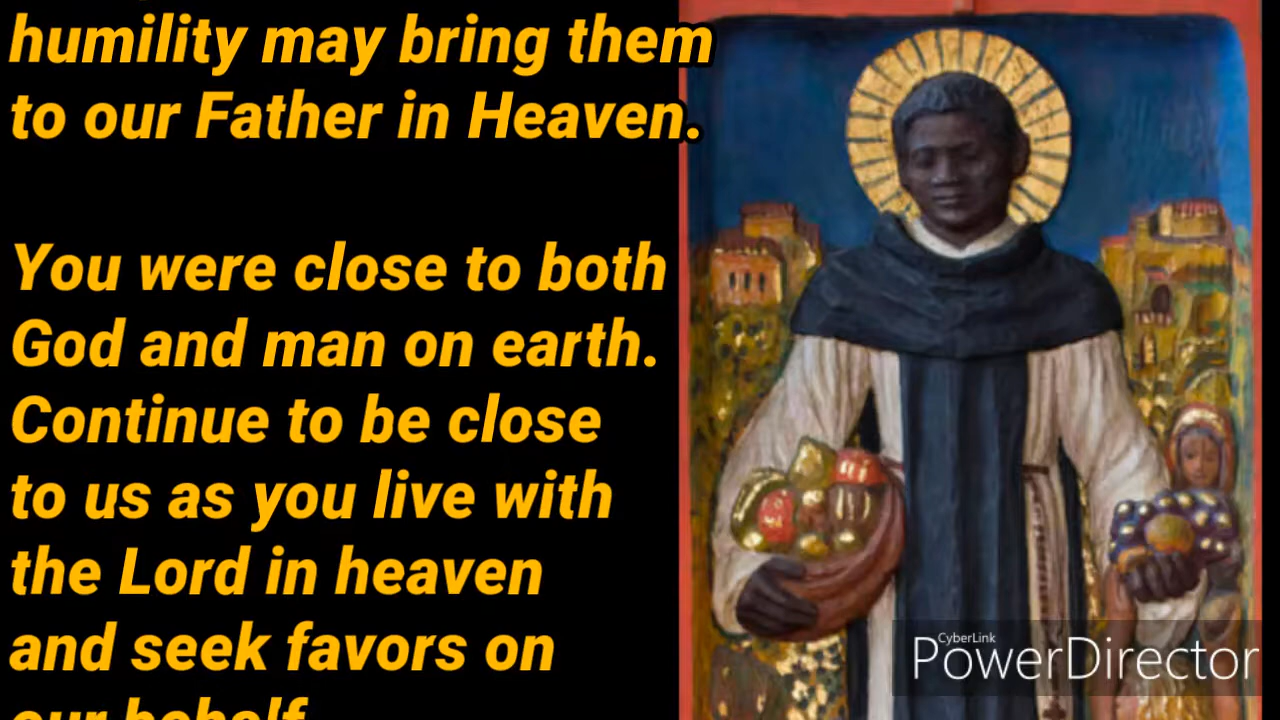 humility may bring them
to our Father in Heaven.
You were close to both
God and man on earth.
Continue to be close
to us as you live with
the Lord in heaven
and seek favors on
our behalf
CyberLink
PowerDirector